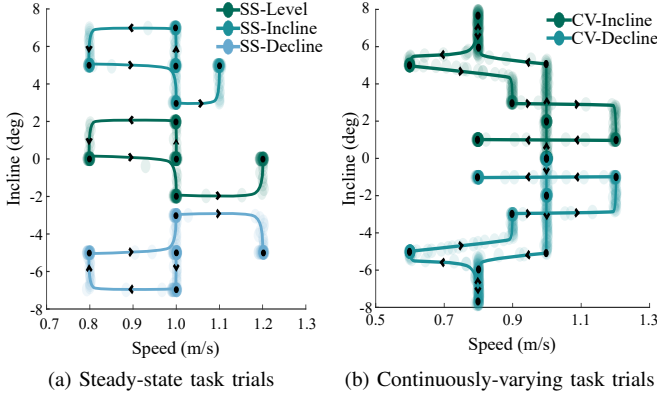 SS-Level
SS-Incline
SS-Decline
8
6
4
2
0
-2
-4
-6
-8
Incline (deg)
0.7 0.8 0.9 1.0 1.1 1.2 1.3
Speed (m/s)
(a) Steady-state task trials
CV-Incline
CV-Decline
8
6
4
2
0
-2
-4
-6
-8
Incline (deg)
0.5 0.7 0.9 1.1 1.3
Speed (m/s)
(b) Continuously-varying task trials